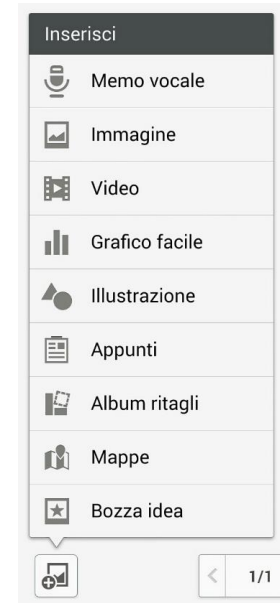 Inserisci
Memo vocale
Immagine
Video
Grafico facile
Illustrazione
Appunti
Album ritagli
Mappe
Bozza idea
1/1